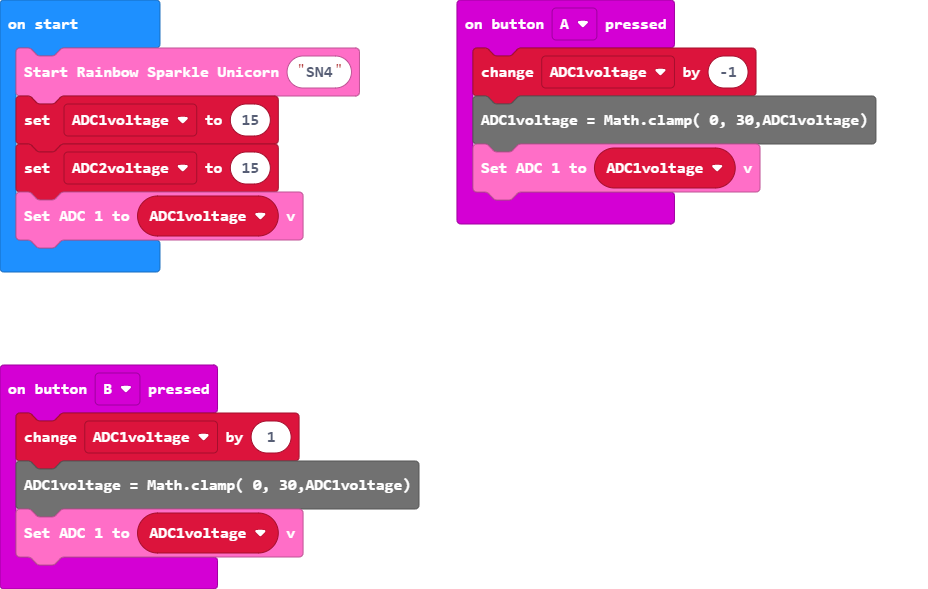 on start
Start Rainbow Sparkle Unicorn "SN4"
set ADC1voltage to 15
set ADC2voltage to 15
Set ADC 1 to ADC1voltage v
on button A pressed
change ADC1voltage by -1
ADC1voltage = Math.clamp( 0, 30,ADC1voltage)
Set ADC 1 to ADC1voltage v
on button B pressed
change ADC1voltage by 1
ADC1voltage = Math.clamp( 0, 30,ADC1voltage)
Set ADC 1 to ADC1voltage v